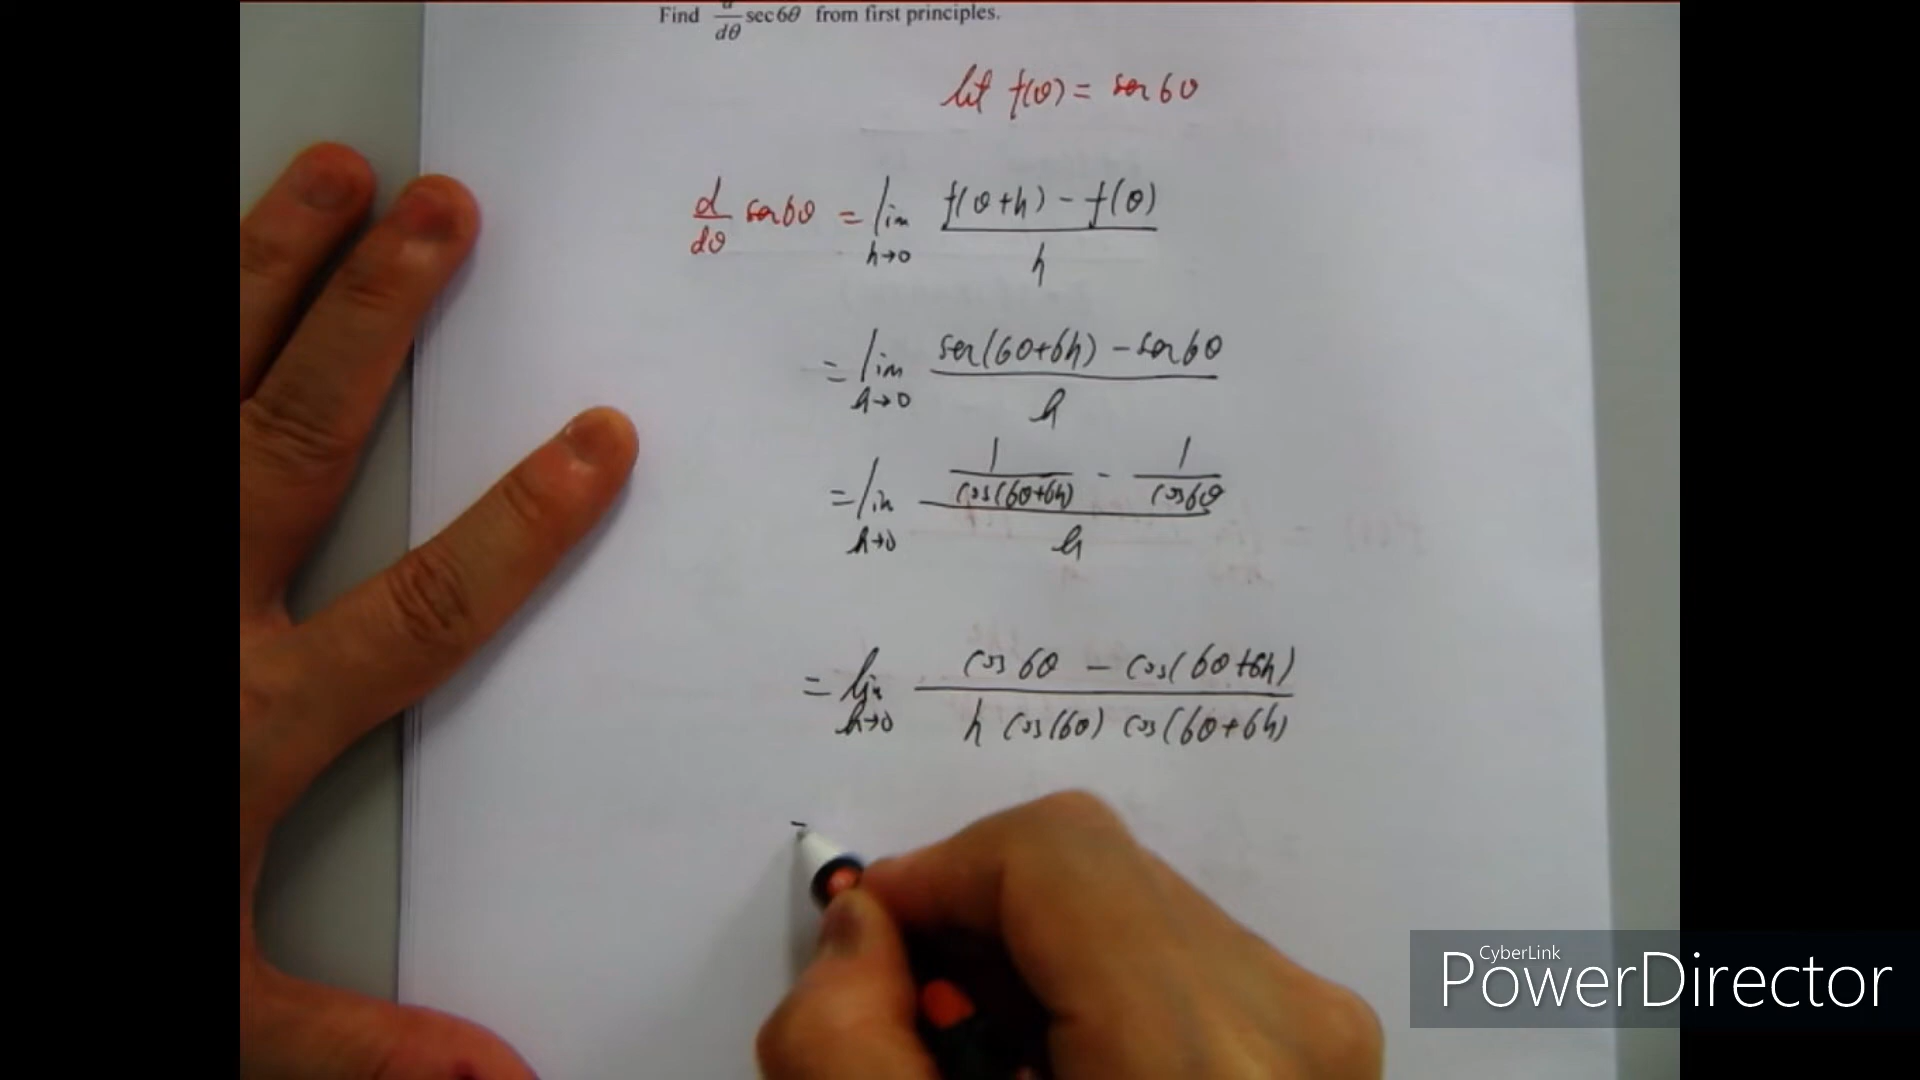 Find d/dθ sec6θ from first principles.
let f(θ) = sec 6θ
d/dθ sec6θ = lim h→0 (f(θ+h) - f(θ))/h
= lim h→0 (sec(6θ+6h) - sec6θ)/h
= lim h→0 (1/cos(6θ+6h) - 1/cos6θ)/h
= lim h→0 (cos6θ - cos(6θ+6h))/(h cos(6θ) cos(6θ+6h))
CyberLink
PowerDirector